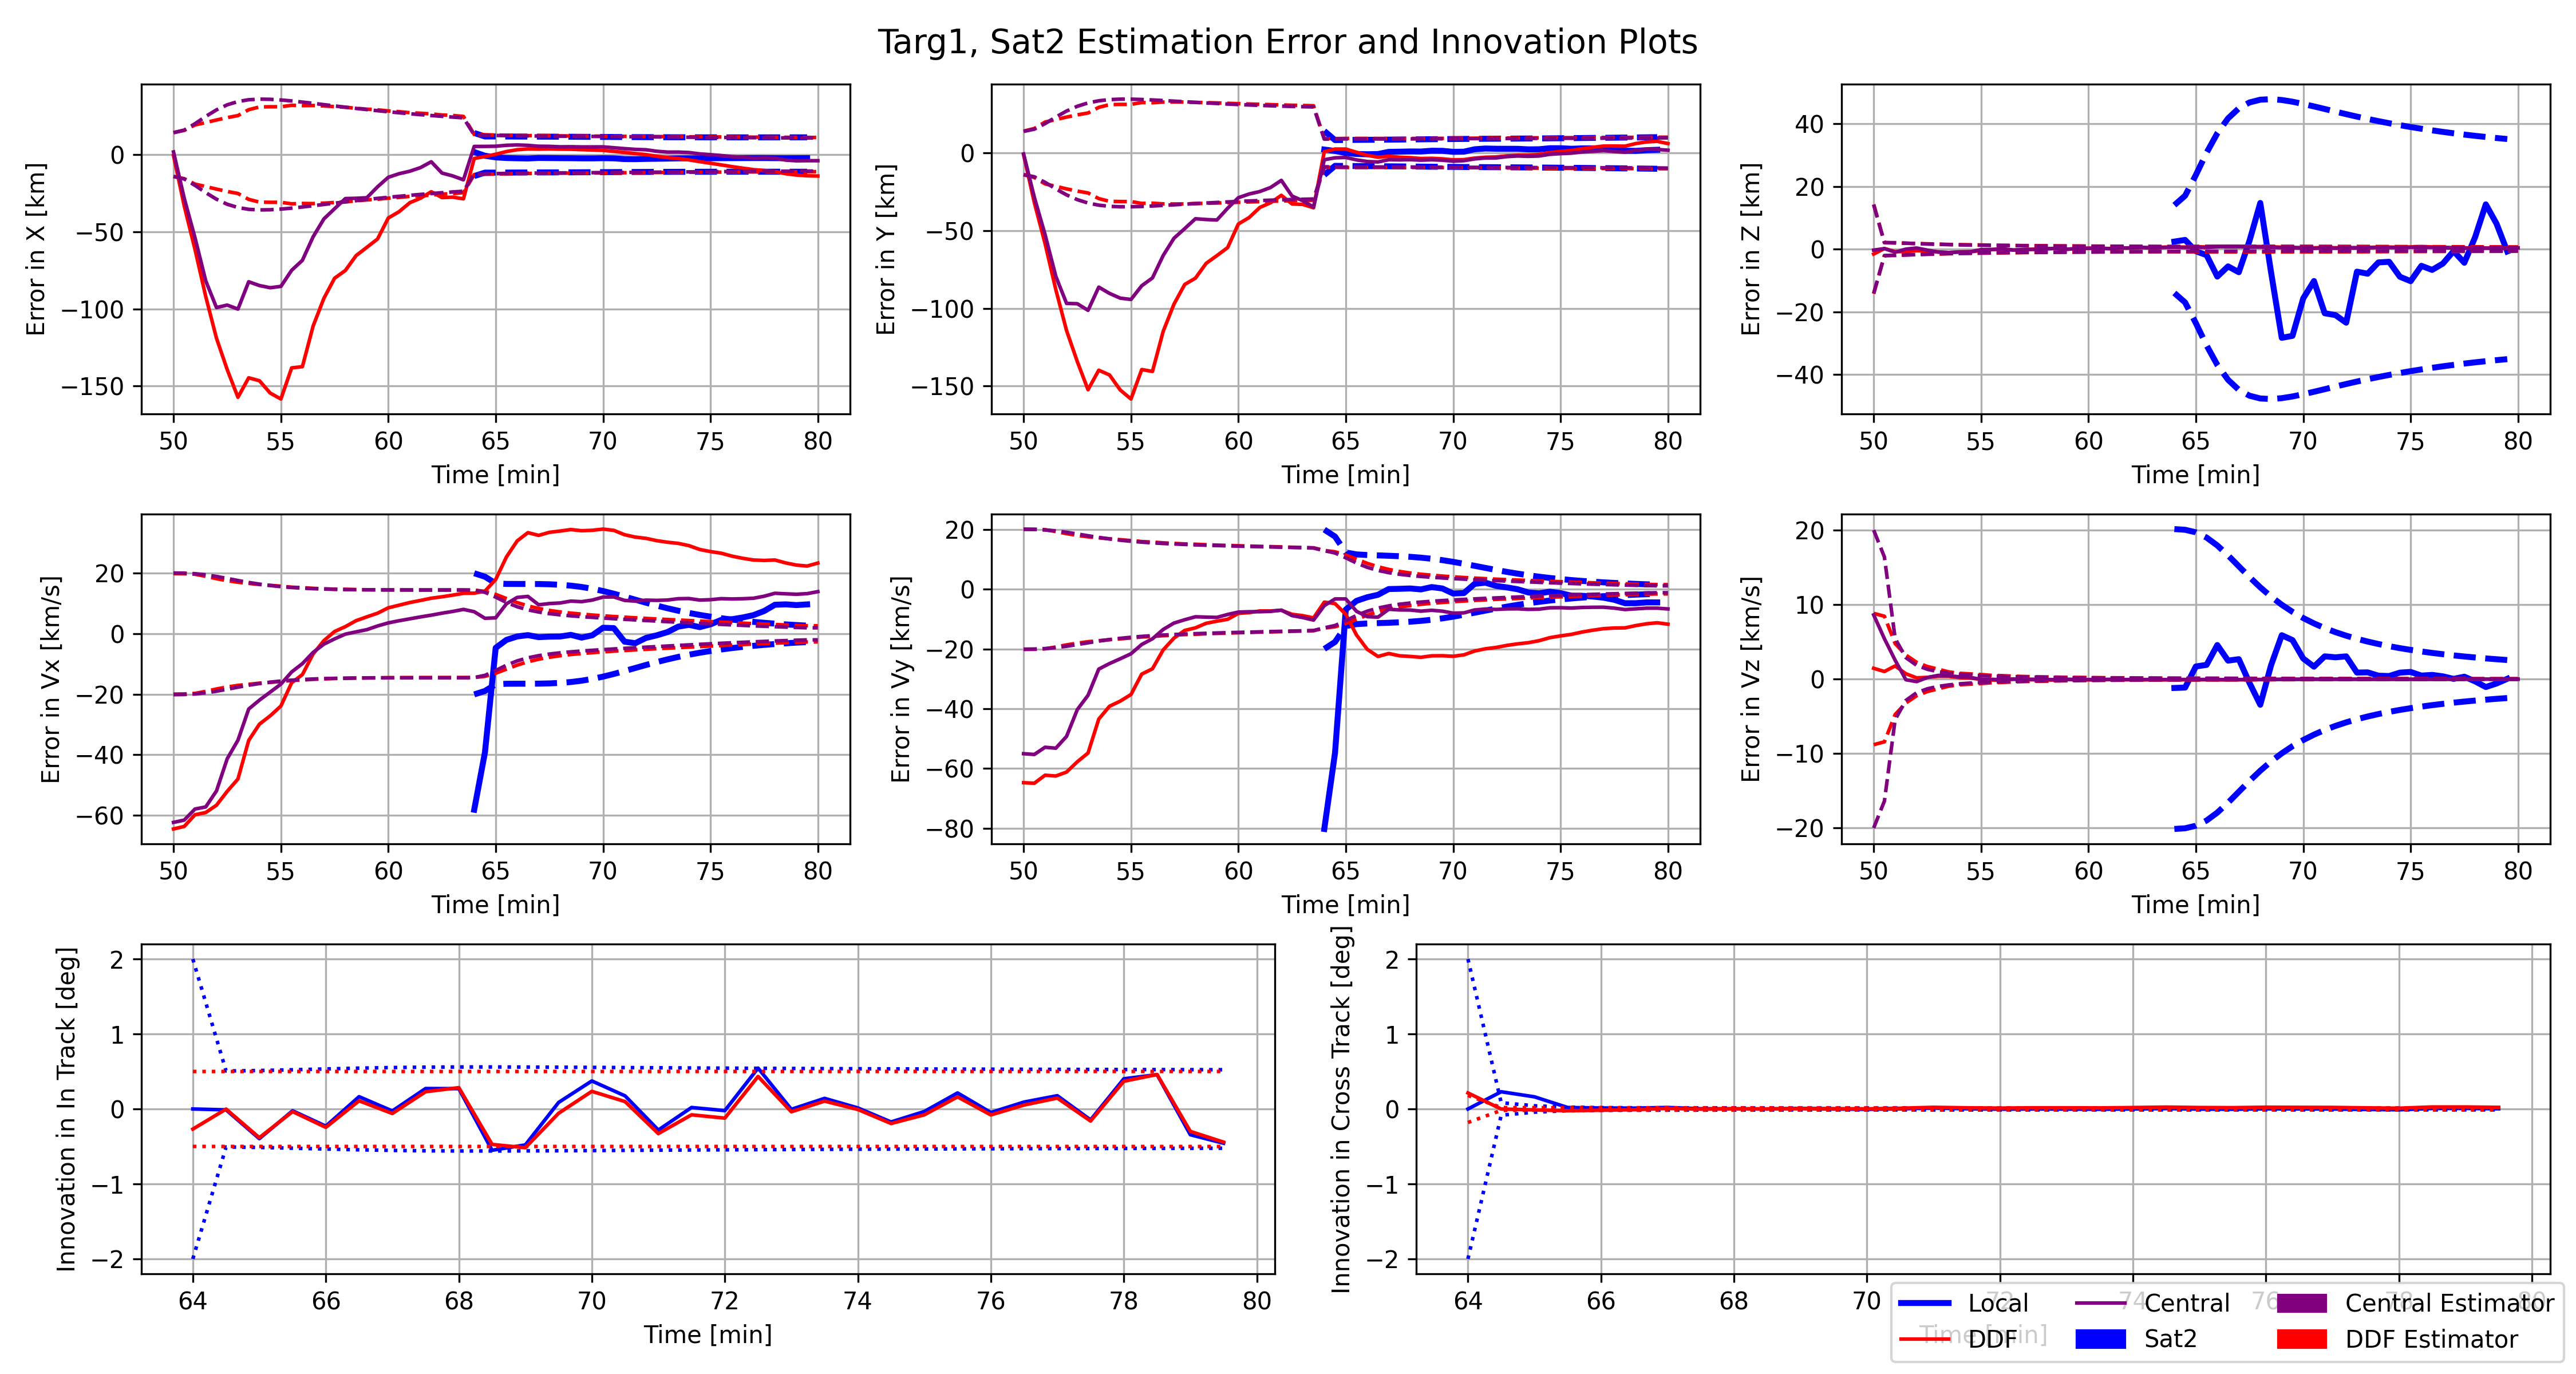 Targ1, Sat2 Estimation Error and Innovation Plots
Error in X [km]
0
−50
−100
−150
50 55 60 65 70 75 80
Time [min]
Error in Y [km]
0
−50
−100
−150
50 55 60 65 70 75 80
Time [min]
Error in Z [km]
40
20
0
−20
−40
50 55 60 65 70 75 80
Time [min]
Error in Vx [km/s]
20
0
−20
−40
−60
50 55 60 65 70 75 80
Time [min]
Error in Vy [km/s]
20
0
−20
−40
−60
−80
50 55 60 65 70 75 80
Time [min]
Error in Vz [km/s]
20
10
0
−10
−20
50 55 60 65 70 75 80
Time [min]
Innovation in In Track [deg]
2
1
0
−1
−2
64 66 68 70 72 74 76 78 80
Time [min]
Innovation in Cross Track [deg]
2
1
0
−1
−2
64 66 68 70 72 74 76 78 80
Time [min]
Local Central Central Estimator
DDF Sat2 DDF Estimator